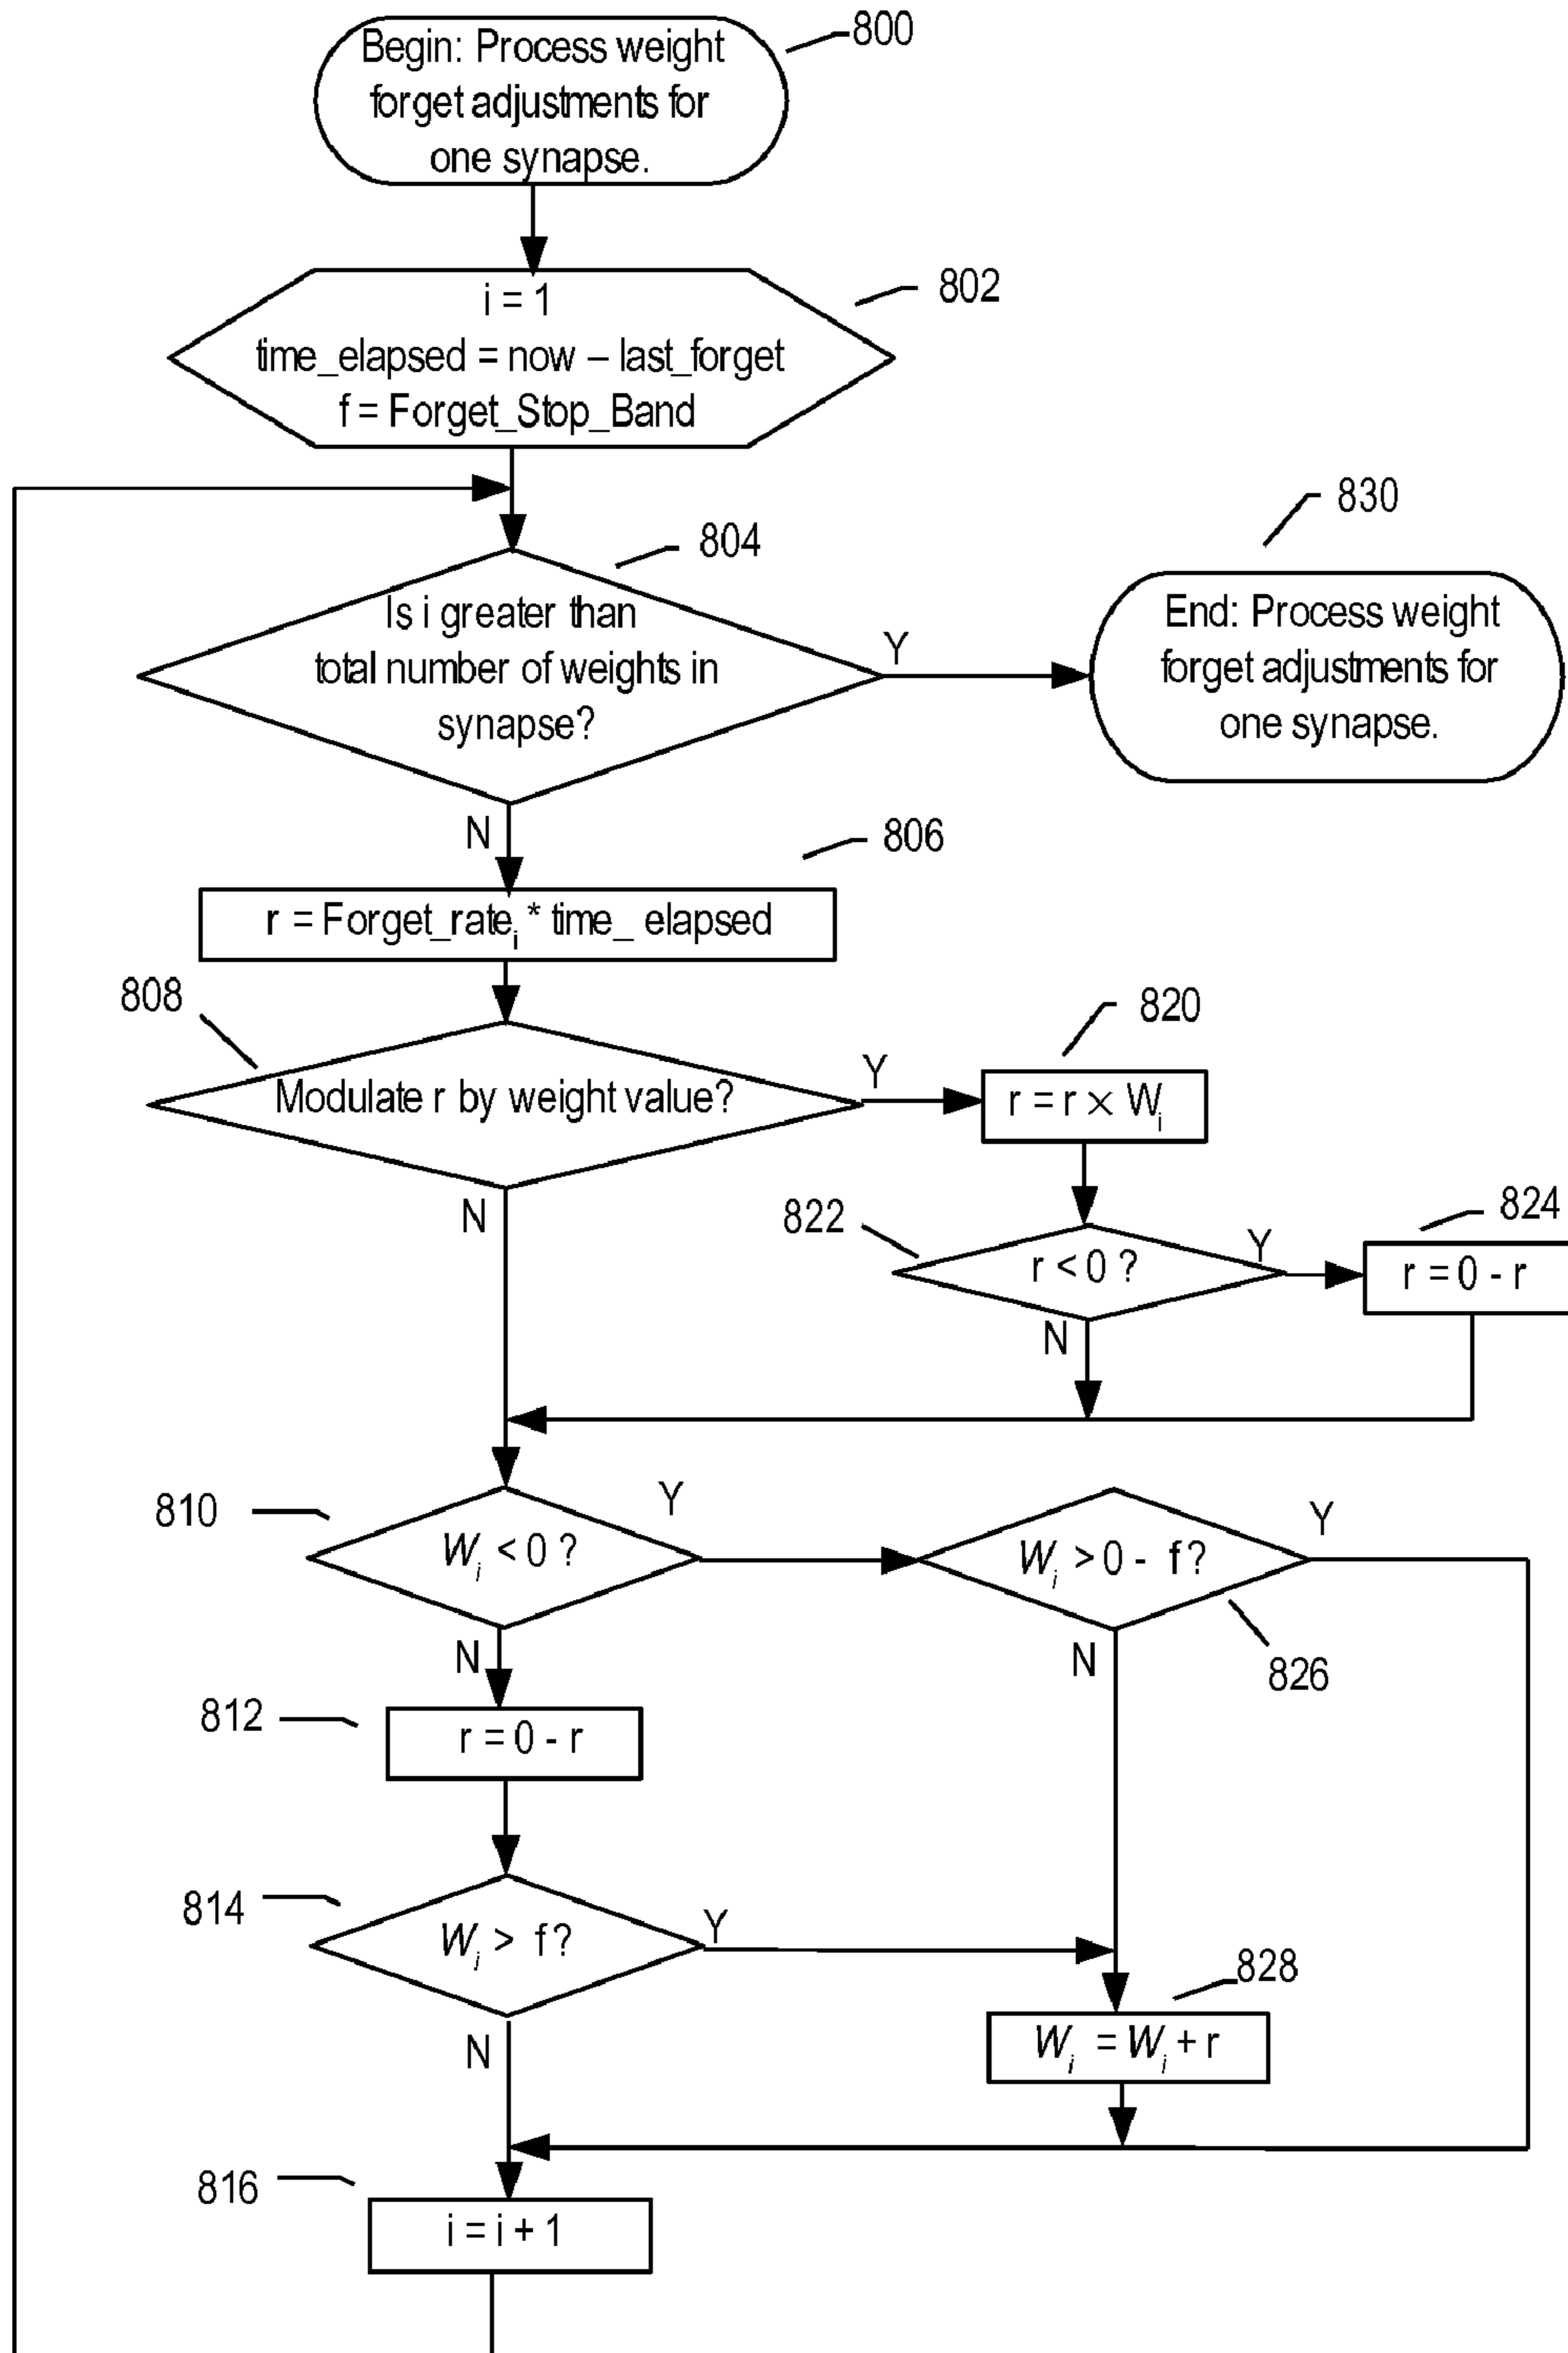 Begin: Process weight
forget adjustments for
one synapse.
800
i = 1
time_elapsed = now – last_forget
f = Forget_Stop_Band
802
804
Is i greater than
total number of weights in
synapse?
Y
N
830
End: Process weight
forget adjustments for
one synapse.
806
r = Forget_rateᵢ * time_ elapsed
808
Modulate r by weight value?
Y
N
820
r = r × Wᵢ
822
r < 0 ?
Y
N
824
r = 0 - r
810
Wᵢ < 0 ?
Y
N
Wᵢ > 0 - f?
Y
N
826
812
r = 0 - r
814
Wᵢ > f?
Y
N
828
Wᵢ = Wᵢ + r
816
i = i + 1